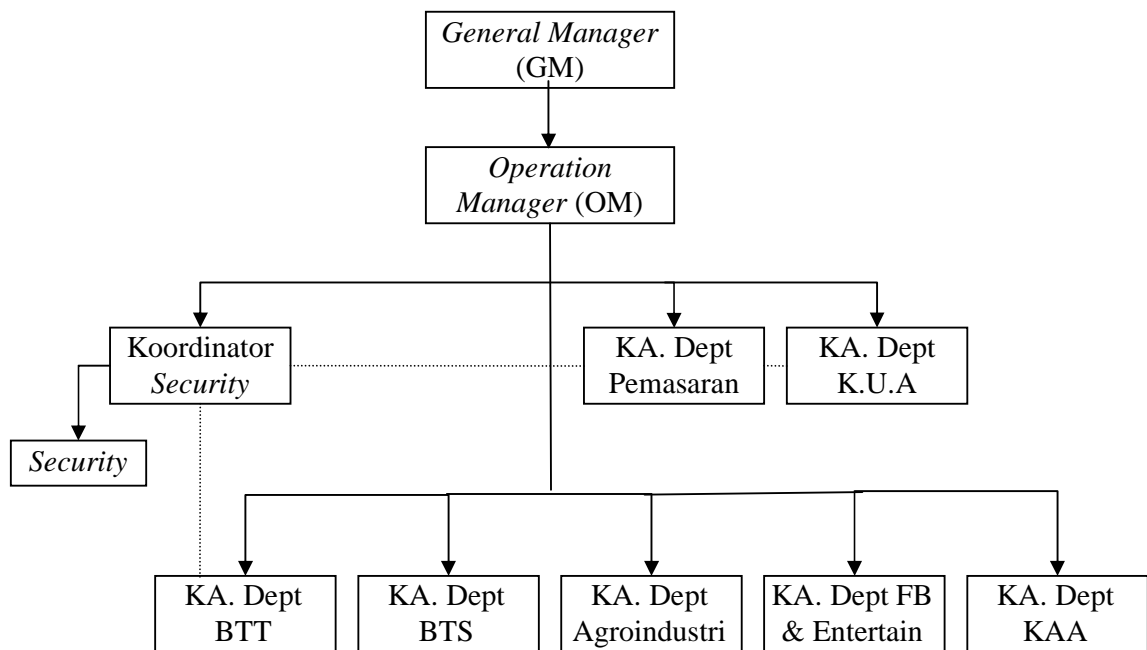 General Manager
(GM)
Operation
Manager (OM)
Koordinator
Security
KA. Dept
Pemasaran
KA. Dept
K.U.A
Security
KA. Dept
BTT
KA. Dept
BTS
KA. Dept
Agroindustri
KA. Dept FB
& Entertain
KA. Dept
KAA